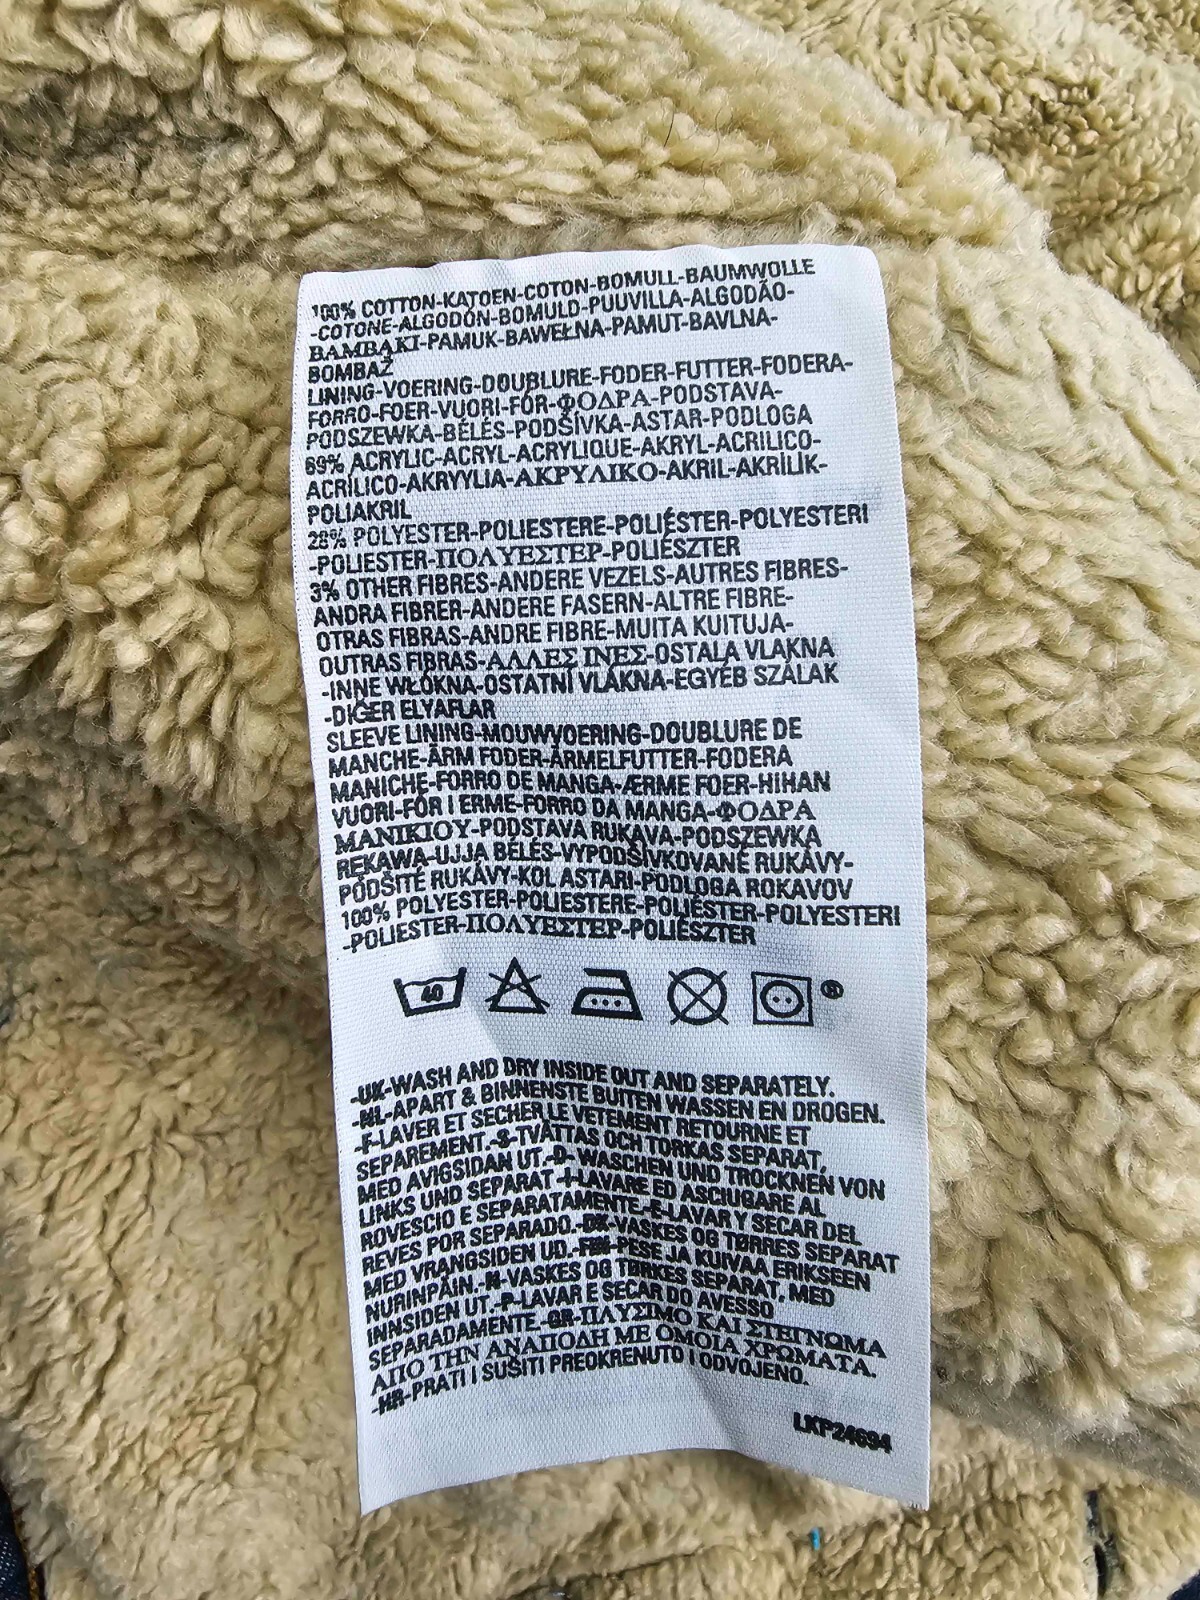 100% COTTON-KATOEN-COTON-BOMULL-BAUMWOLLE
-COTONE-ALGODÓN-BOMULD-PUUVILLA-ALGODÃO-
ΒΑΜΒΑΚΙ-PAMUK-BAWEŁNA-PAMUT-BAVLNA-
BOMBAŽ
LINING-VOERING-DOUBLURE-FODER-FUTTER-FODERA-
FORRO-FOER-VUORI-FÓR-ΦΟΔΡΑ-PODSTAVA-
PODSZEWKA-BÉLÉS-PODŠÍVKA-ASTAR-PODLOGA
69% ACRYLIC-ACRYL-ACRYLIQUE-AKRYL-ACRILICO-
ACRÍLICO-AKRYYLIA-ΑΚΡΥΛΙΚΟ-AKRIL-AKRİLİK-
POLIAKRIL
28% POLYESTER-POLIESTERE-POLIÉSTER-POLYESTERI
-POLIESTER-ΠΟΛΥΕΣΤΕΡ-POLIÉSZTER
3% OTHER FIBRES-ANDERE VEZELS-AUTRES FIBRES-
ANDRA FIBRER-ANDERE FASERN-ALTRE FIBRE-
OTRAS FIBRAS-ANDRE FIBRE-MUITA KUITUJA-
OUTRAS FIBRAS-ΑΛΛΕΣ ΙΝΕΣ-OSTALA VLAKNA
-INNE WŁÓKNA-OSTATNÍ VLÁKNA-EGYÉB SZÁLAK
-DİĞER ELYAFLAR
SLEEVE LINING-MOUWVOERING-DOUBLURE DE
MANCHE-ÄRM FODER-ÄRMELFUTTER-FODERA
MANICHE-FORRO DE MANGA-ÆRME FOER-HIHAN
VUORI-FÓR I ERME-FORRO DA MANGA-ΦΟΔΡΑ
ΜΑΝΙΚΙΟΥ-PODSTAVA RUKAVA-PODSZEWKA
RĘKAWA-UJJA BÉLÉS-VYPODŠÍVKOVANÉ RUKÁVY-
PODŠITÉ RUKÁVY-KOL ASTARI-PODLOGA ROKAVOV
100% POLYESTER-POLIESTERE-POLIÉSTER-POLYESTERI
-POLIESTER-ΠΟΛΥΕΣΤΕΡ-POLIÉSZTER
40 ®
-UK-WASH AND DRY INSIDE OUT AND SEPARATELY.
-NL-APART & BINNENSTE BUITEN WASSEN EN DROGEN.
-F-LAVER ET SECHER LE VETEMENT RETOURNE ET
SEPAREMENT.-S-TVÄTTAS OCH TORKAS SEPARAT,
MED AVIGSIDAN UT.-D-WASCHEN UND TROCKNEN VON
LINKS UND SEPARAT -I-LAVARE ED ASCIUGARE AL
ROVESCIO E SEPARATAMENTE.-E-LAVAR Y SECAR DEL
REVES POR SEPARADO.-DK-VASKES OG TØRRES SEPARAT
MED VRANGSIDEN UD.-FIN-PESE JA KUIVAA ERIKSEEN
NURINPÄIN.-N-VASKES OG TØRKES SEPARAT, MED
INNSIDEN UT.-P-LAVAR E SECAR DO AVESSO
SEPARADAMENTE.-GR-ΠΛΥΣΙΜΟ ΚΑΙ ΣΤΕΓΝΩΜΑ
ΑΠΟ ΤΗΝ ΑΝΑΠΟΔΗ ΜΕ ΟΜΟΙΑ ΧΡΩΜΑΤΑ.
-HR-PRATI I SUŠITI PREOKRENUTO I ODVOJENO.
LKP24694